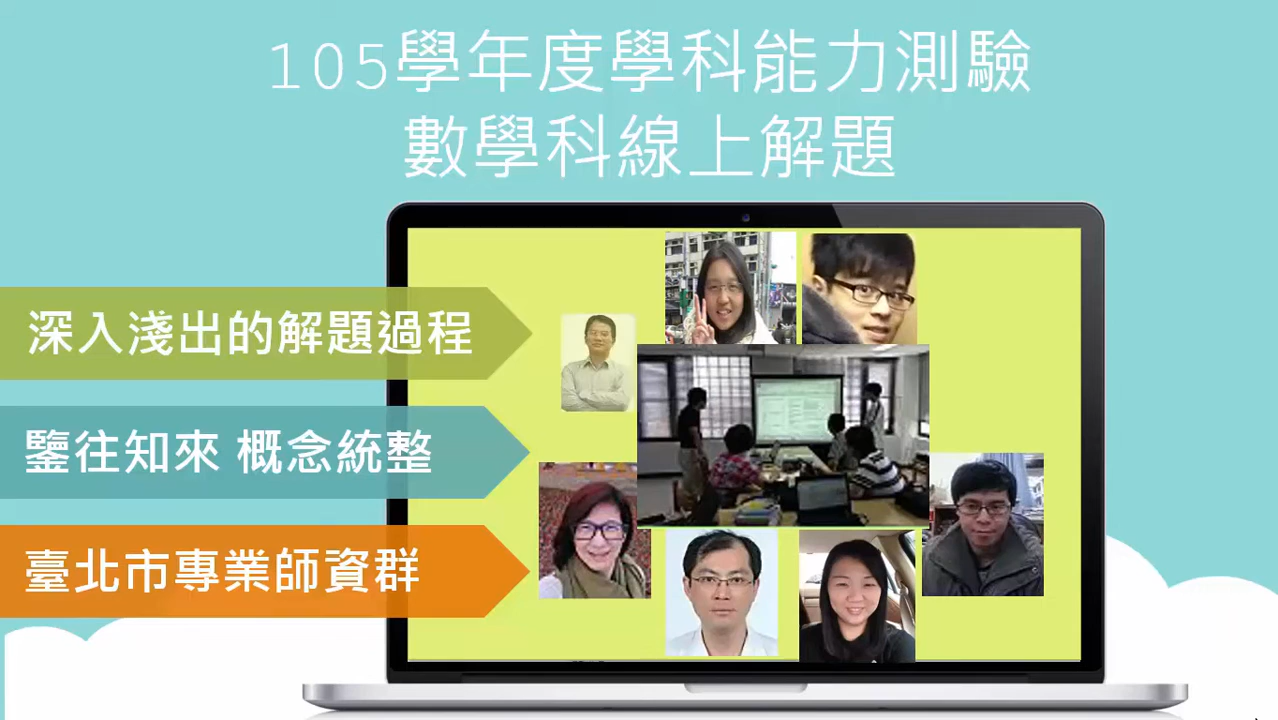 105學年度學科能力測驗
數學科線上解題
深入淺出的解題過程
鑒往知來 概念統整
臺北市專業師資群